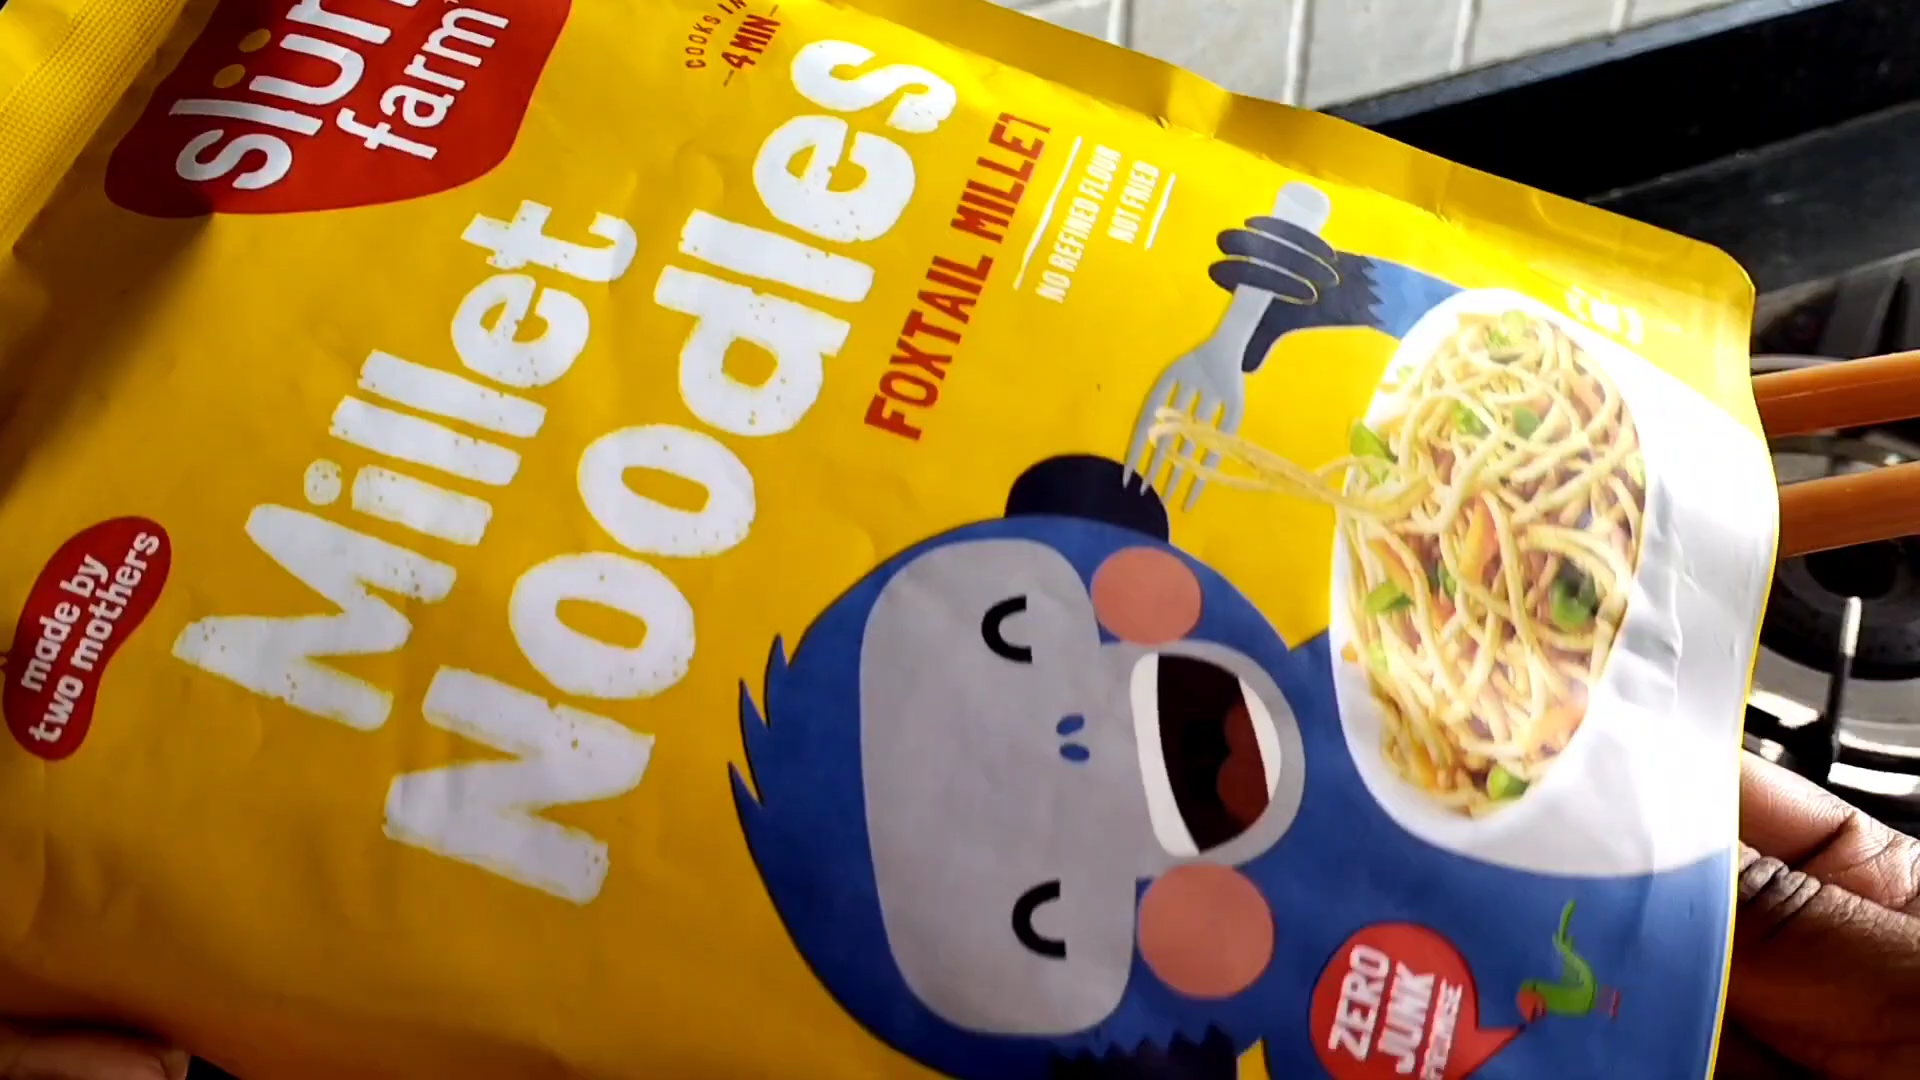 farm
COOKS IN
4 MIN
Millet
Noodles
FOXTAIL MILLET
NO REFINED FLOUR
NOT FRIED
made by
two mothers
ZERO
JUNK
PROMISE